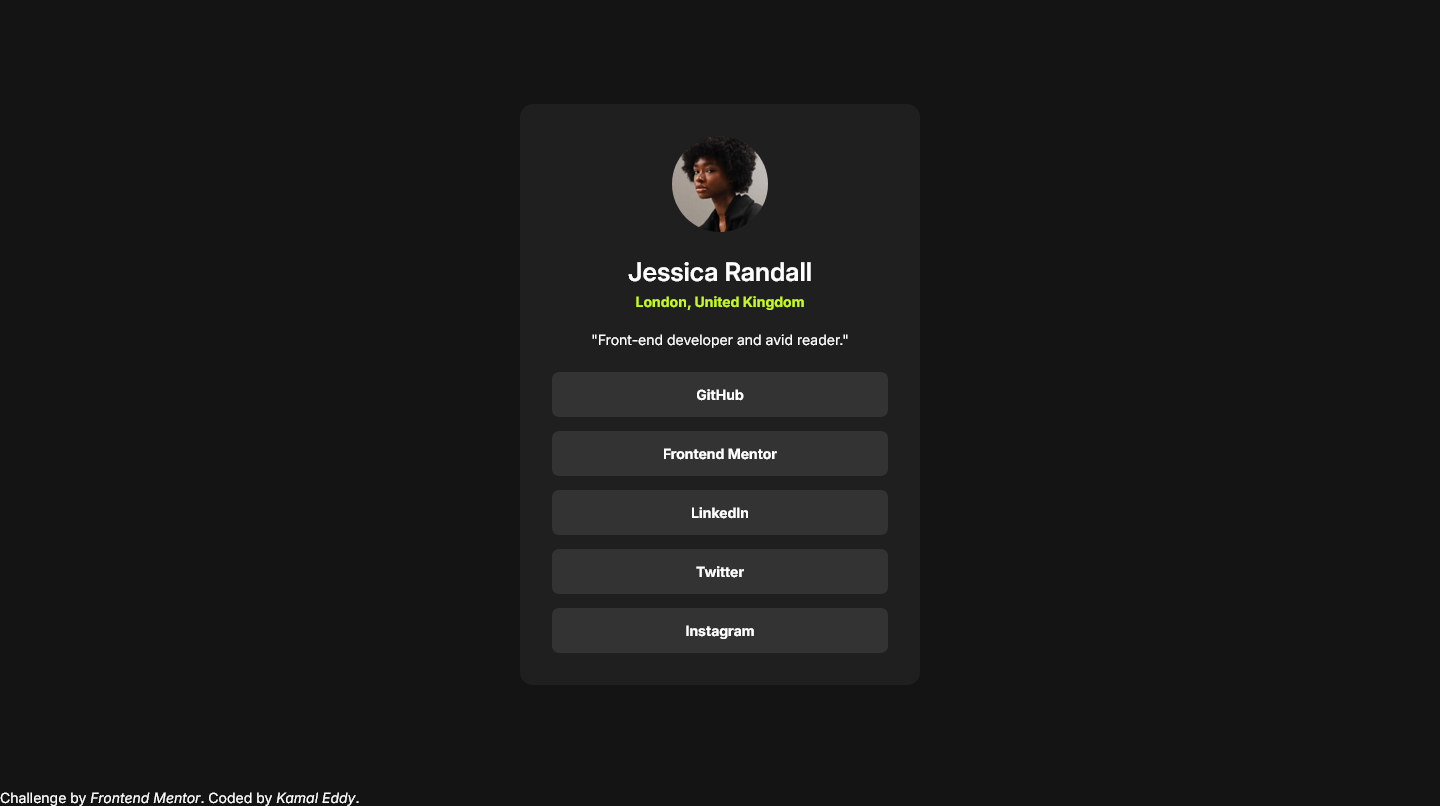 Jessica Randall
London, United Kingdom
"Front-end developer and avid reader."
GitHub
Frontend Mentor
LinkedIn
Twitter
Instagram
Challenge by Frontend Mentor. Coded by Kamal Eddy.